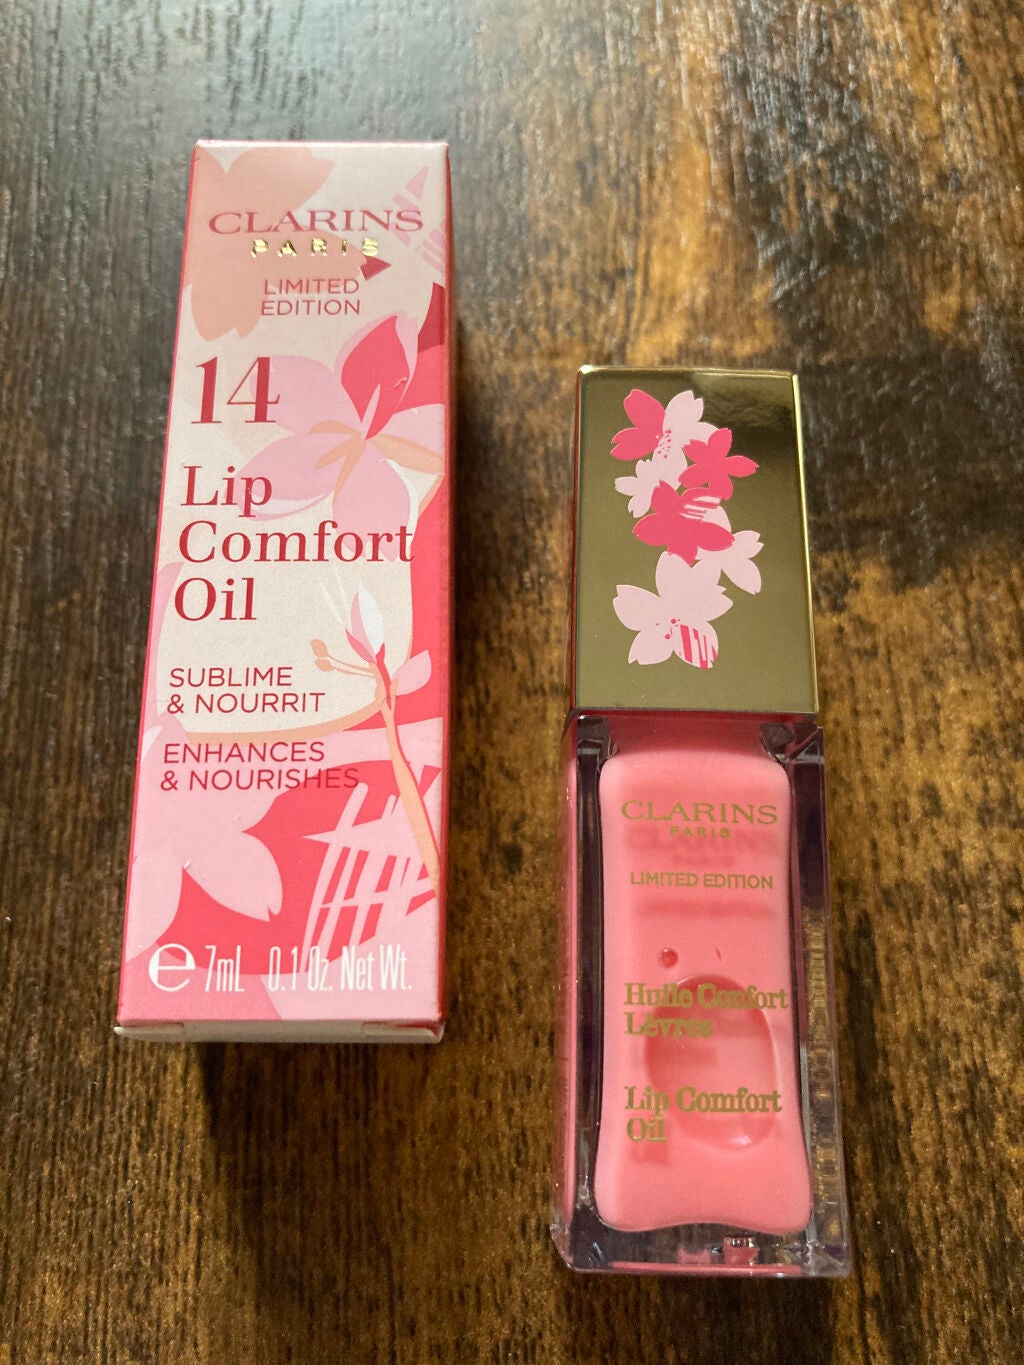 CLARINS
PARIS
LIMITED
EDITION
14
Lip
Comfort
Oil
SUBLIME
& NOURRIT
ENHANCES
& NOURISHES
e 7mL 0.1 Oz. Net Wt.
CLARINS
PARIS
LIMITED EDITION
Huile Confort
Lèvres
Lip Comfort
Oil